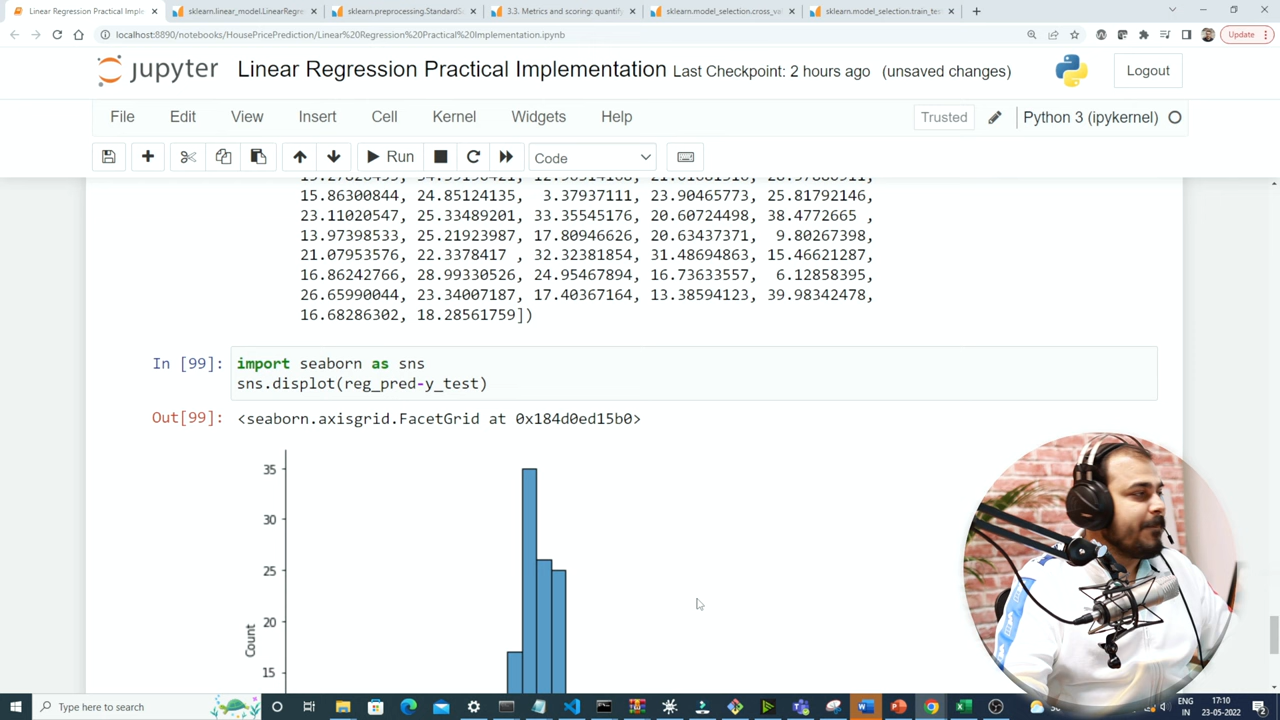 Linear Regression Practical Imple
sklearn.linear_model.LinearRegre
sklearn.preprocessing.StandardSc
3.3. Metrics and scoring: quantify
sklearn.model_selection.cross_va
sklearn.model_selection.train_tes
localhost:8890/notebooks/HousePricePrediction/Linear%20Regression%20Practical%20Implementation.ipynb
Update
jupyter Linear Regression Practical Implementation Last Checkpoint: 2 hours ago (unsaved changes)
Logout
File Edit View Insert Cell Kernel Widgets Help
Trusted
Python 3 (ipykernel)
Run
Code
15.86300844, 24.85124135, 3.37937111, 23.90465773, 25.81792146,
23.11020547, 25.33489201, 33.35545176, 20.60724498, 38.4772665 ,
13.97398533, 25.21923987, 17.80946626, 20.63437371, 9.80267398,
21.07953576, 22.3378417 , 32.32381854, 31.48694863, 15.46621287,
16.86242766, 28.99330526, 24.95467894, 16.73633557, 6.12858395,
26.65990044, 23.34007187, 17.40367164, 13.38594123, 39.98342478,
16.68286302, 18.28561759])
In [99]: import seaborn as sns
sns.displot(reg_pred-y_test)
Out[99]: <seaborn.axisgrid.FacetGrid at 0x184d0ed15b0>
35
30
25
20
15
Count
Type here to search
ENG
IN
17:10
23-05-2022
2